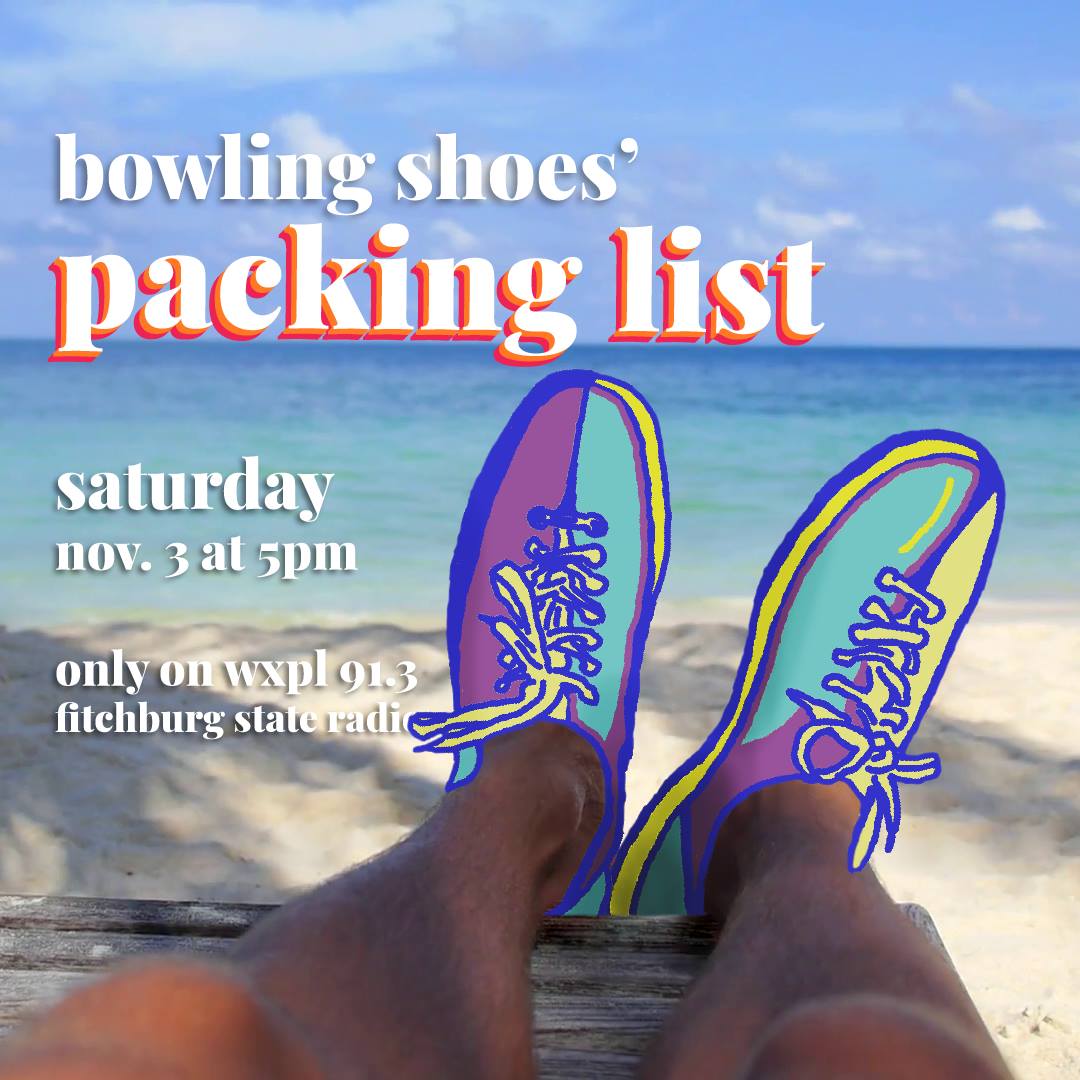 bowling shoes’
packing list
saturday
nov. 3 at 5pm
only on wxpl 91.3
fitchburg state radio